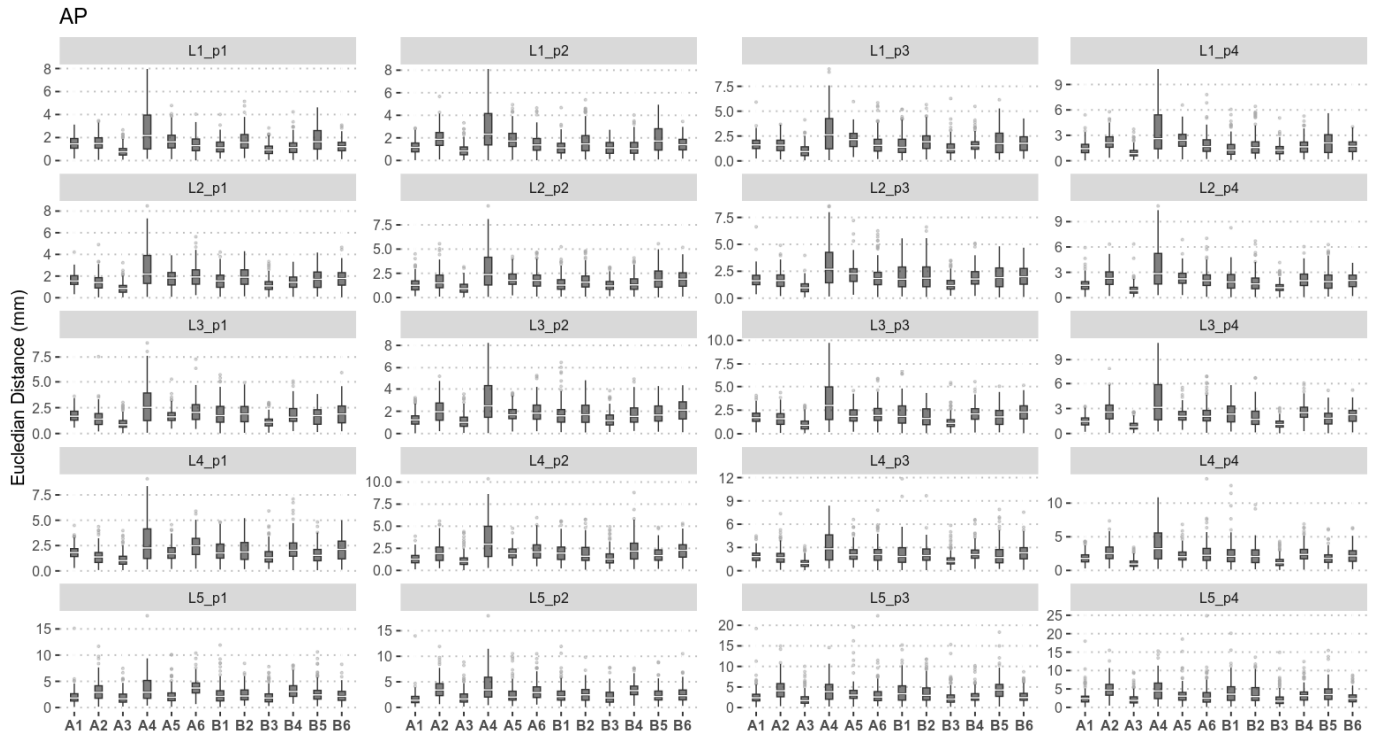 AP
Eucledian Distance (mm)
L1_p1 L1_p2 L1_p3 L1_p4
8 8 7.5 9
6 6 5.0 6
4 4 2.5 3
2 2 0.0 0
0 0
L2_p1 L2_p2 L2_p3 L2_p4
8 7.5 7.5 9
6 5.0 5.0 6
4 2.5 2.5 3
2 0.0 0.0 0
0
L3_p1 L3_p2 L3_p3 L3_p4
7.5 8 10.0 9
5.0 6 7.5 6
2.5 4 5.0 3
0.0 2 2.5 0
0 0.0
L4_p1 L4_p2 L4_p3 L4_p4
7.5 10.0 12 10
5.0 7.5 9 5
2.5 5.0 6 0
0.0 2.5 3
0.0 0
L5_p1 L5_p2 L5_p3 L5_p4
15 15 20 25
10 10 15 20
5 5 10 15
0 0 5 10
0 5
0
A1 A2 A3 A4 A5 A6 B1 B2 B3 B4 B5 B6 A1 A2 A3 A4 A5 A6 B1 B2 B3 B4 B5 B6 A1 A2 A3 A4 A5 A6 B1 B2 B3 B4 B5 B6 A1 A2 A3 A4 A5 A6 B1 B2 B3 B4 B5 B6